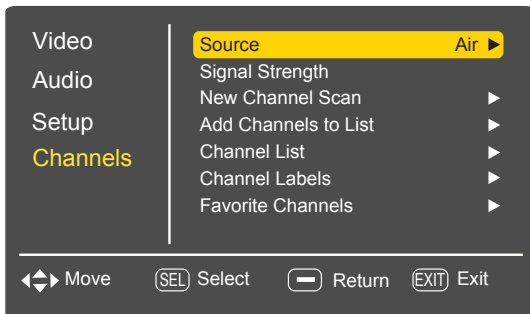 Video
Audio
Setup
Channels
Source Air
Signal Strength
New Channel Scan
Add Channels to List
Channel List
Channel Labels
Favorite Channels
Move SEL Select Return EXIT Exit